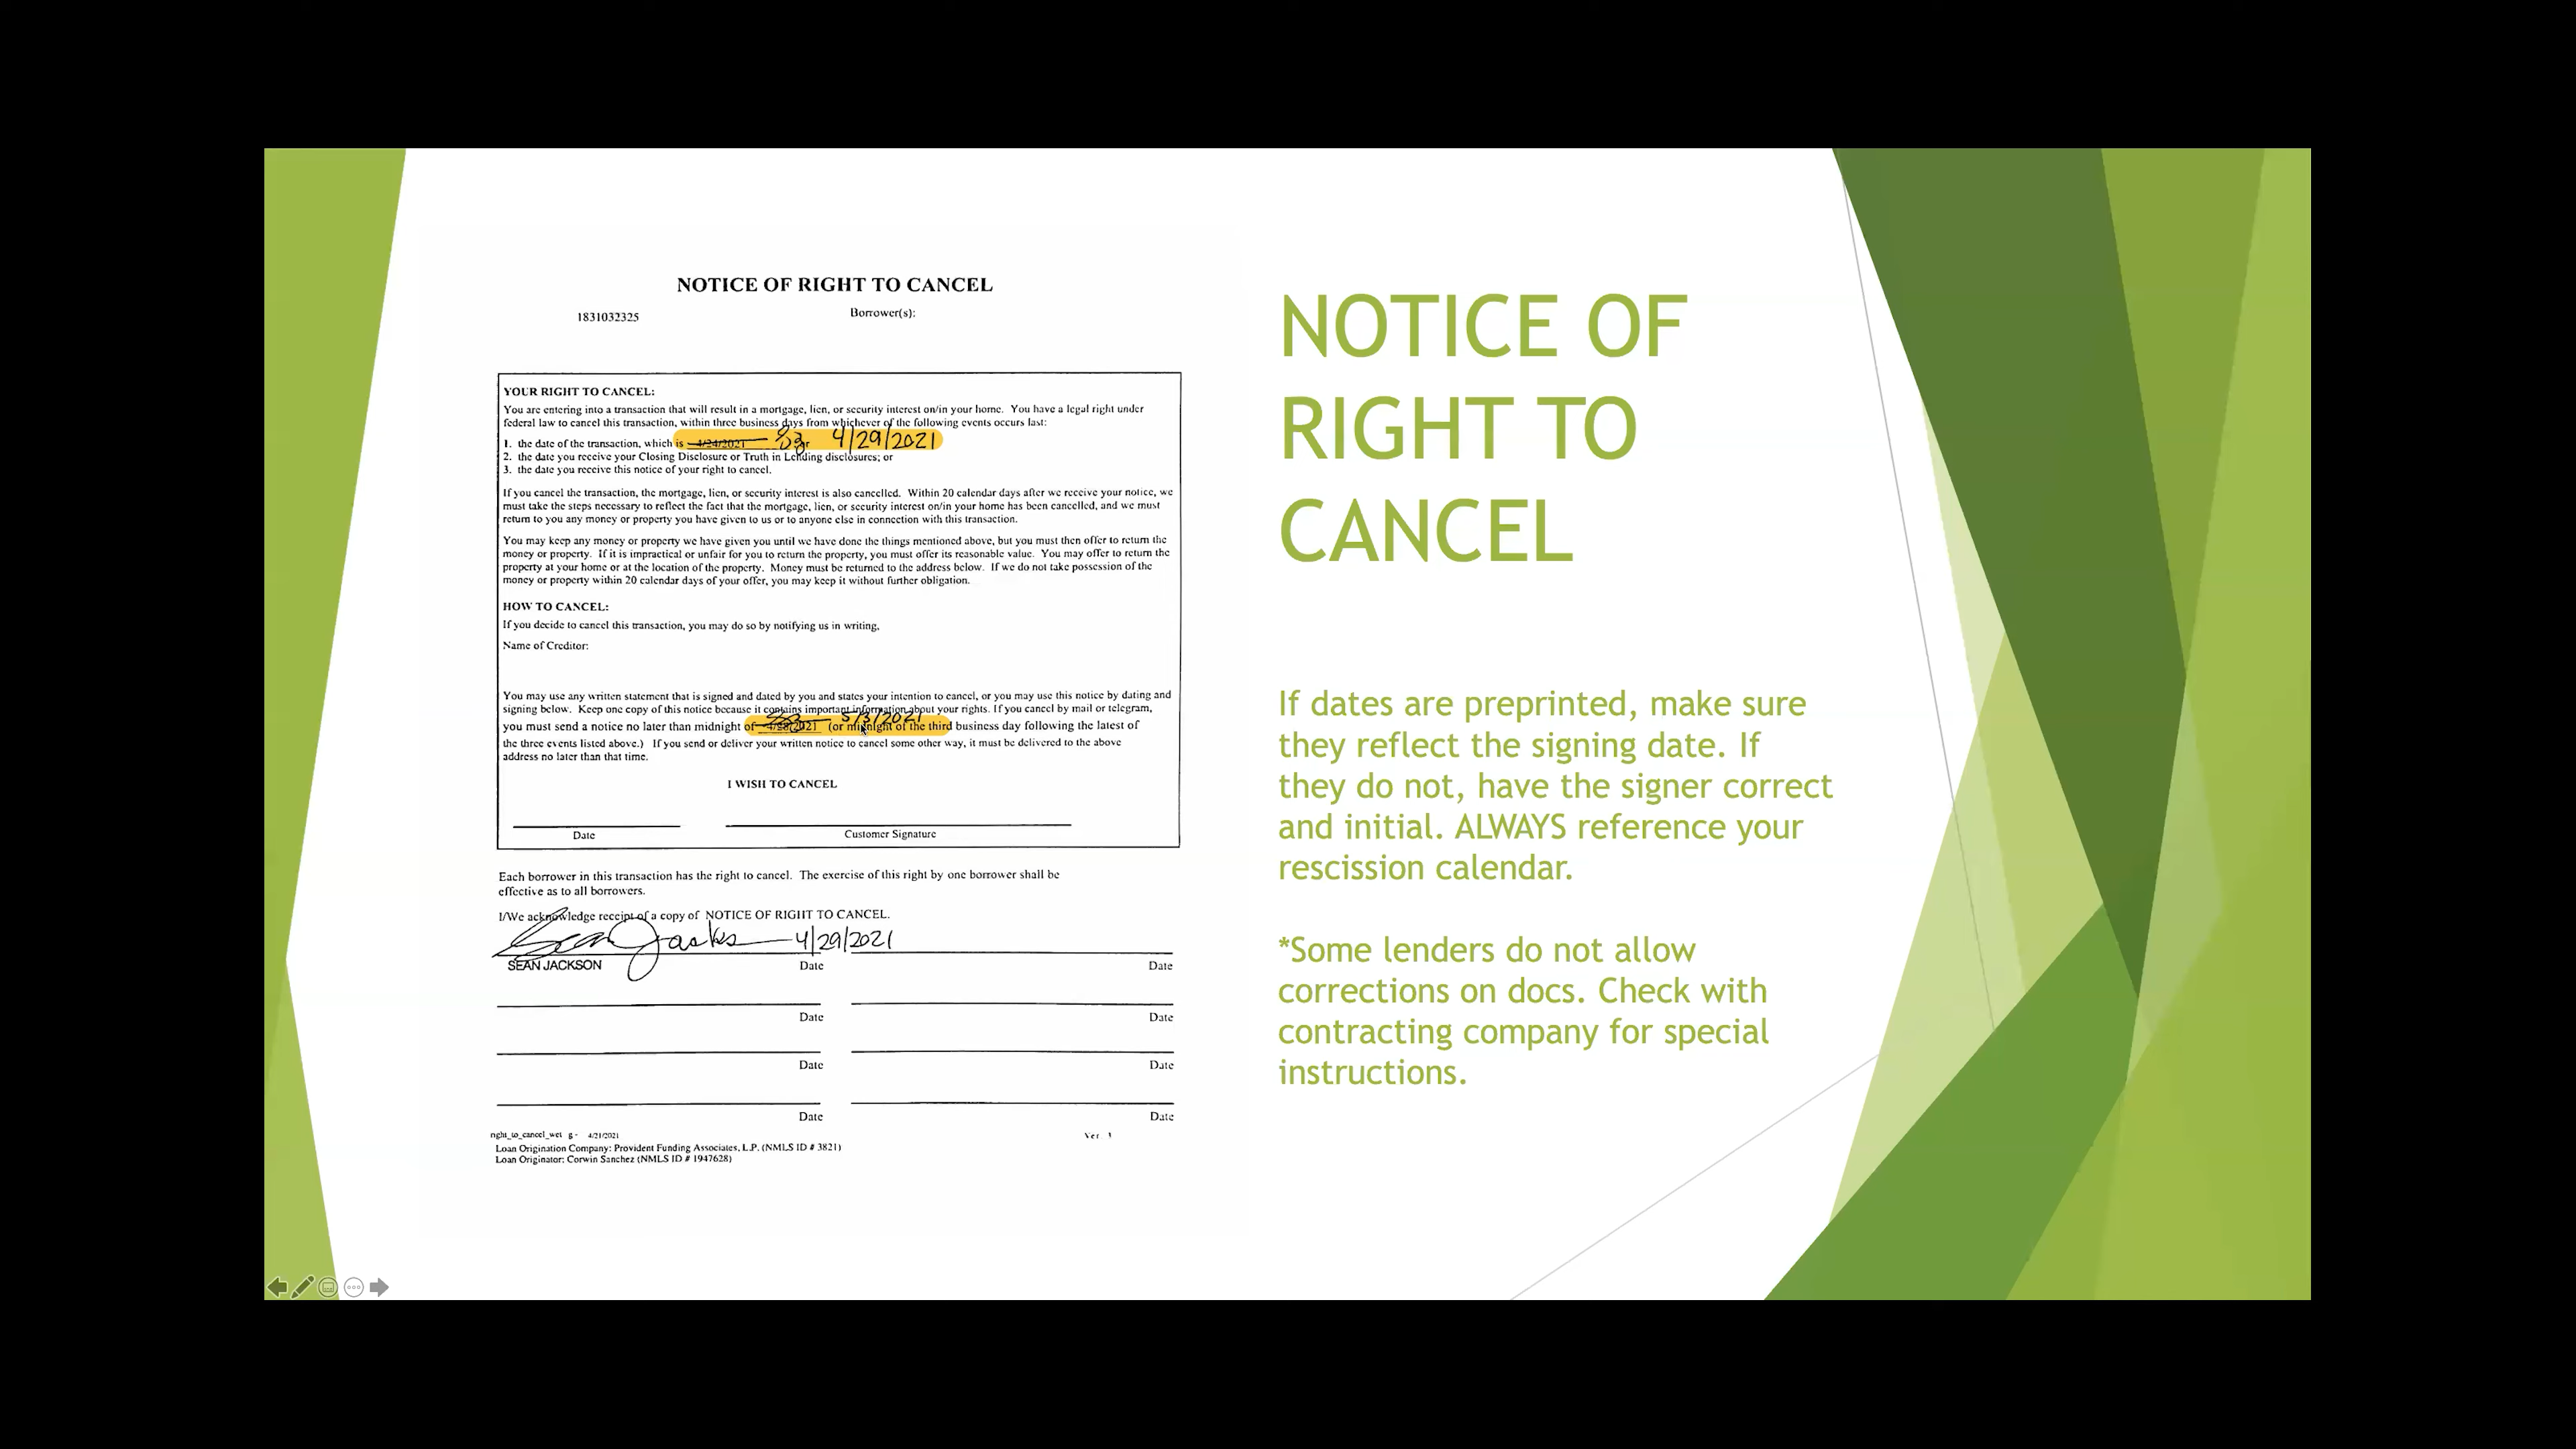 NOTICE OF RIGHT TO CANCEL
1831032325
Borrower(s):
YOUR RIGHT TO CANCEL:
You are entering into a transaction that will result in a mortgage, lien, or security interest on/in your home. You have a legal right under
federal law to cancel this transaction, within three business days from whichever of the following events occurs last:
1. the date of the transaction, which is 4/24/2021 4/29/2021
2. the date you receive your Closing Disclosure or Truth in Lending disclosures; or
3. the date you receive this notice of your right to cancel.
If you cancel the transaction, the mortgage, lien, or security interest is also cancelled. Within 20 calendar days after we receive your notice, we
must take the steps necessary to reflect the fact that the mortgage, lien, or security interest on/in your home has been cancelled, and we must
return to you any money or property you have given to us or to anyone else in connection with this transaction.
You may keep any money or property we have given you until we have done the things mentioned above, but you must then offer to return the
money or property. If it is impractical or unfair for you to return the property, you must offer its reasonable value. You may offer to return the
property at your home or at the location of the property. Money must be returned to the address below. If we do not take possession of the
money or property within 20 calendar days of your offer, you may keep it without further obligation.
HOW TO CANCEL:
If you decide to cancel this transaction, you may do so by notifying us in writing,
Name of Creditor:
You may use any written statement that is signed and dated by you and states your intention to cancel, or you may use this notice by dating and
signing below. Keep one copy of this notice because it contains important information about your rights. If you cancel by mail or telegram,
5/3/2021
you must send a notice no later than midnight of (or midnight of the third business day following the latest of
the three events listed above.) If you send or deliver your written notice to cancel some other way, it must be delivered to the above
address no later than that time.
I WISH TO CANCEL
Date
Customer Signature
Each borrower in this transaction has the right to cancel. The exercise of this right by one borrower shall be
effective as to all borrowers.
I/We acknowledge receipt of a copy of NOTICE OF RIGHT TO CANCEL.
Sean Jacks 4/29/2021
SEAN JACKSON Date Date
Date Date
Date Date
Date Date
right_to_cancel_wet g - 4/21/2021 Ver
Loan Origination Company: Provident Funding Associates, L.P. (NMLS ID # 3821)
Loan Originator: Corwin Sanchez (NMLS ID # 1947628)
NOTICE OF
RIGHT TO
CANCEL
If dates are preprinted, make sure
they reflect the signing date. If
they do not, have the signer correct
and initial. ALWAYS reference your
rescission calendar.
*Some lenders do not allow
corrections on docs. Check with
contracting company for special
instructions.